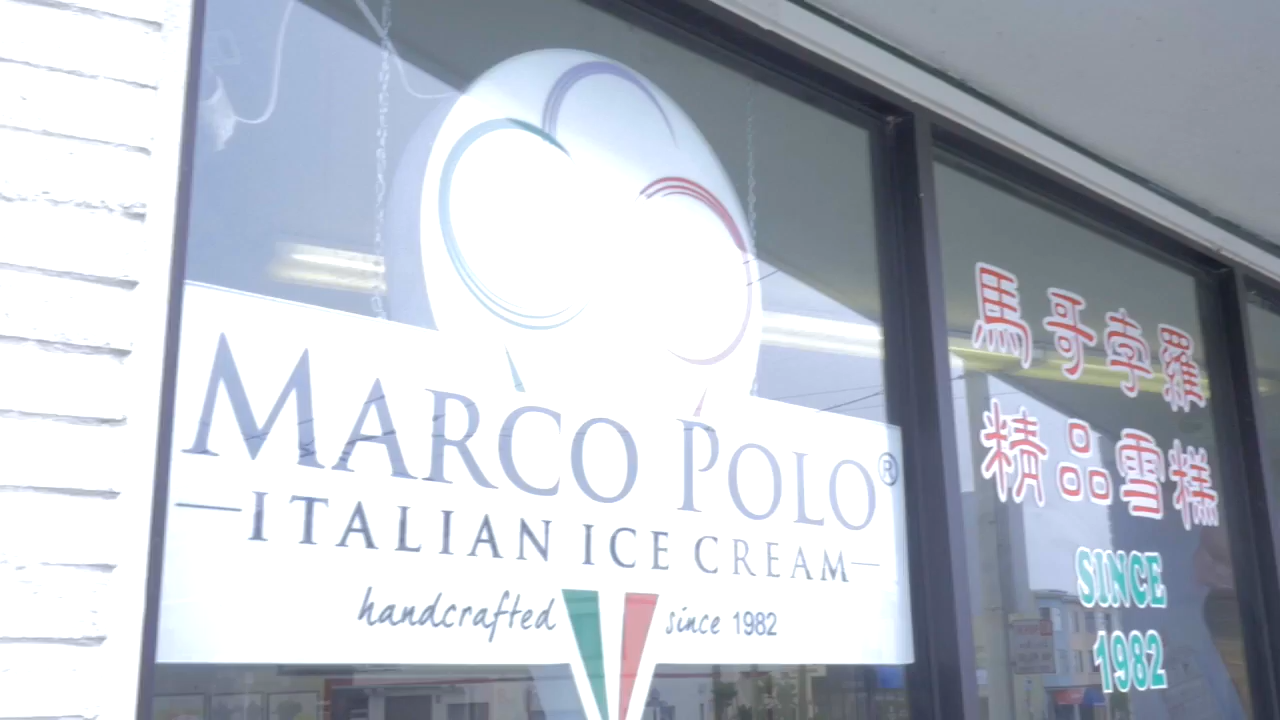 MARCO POLO®
ITALIAN ICE CREAM
handcrafted since 1982
馬哥孛羅
精品雪糕
SINCE
1982